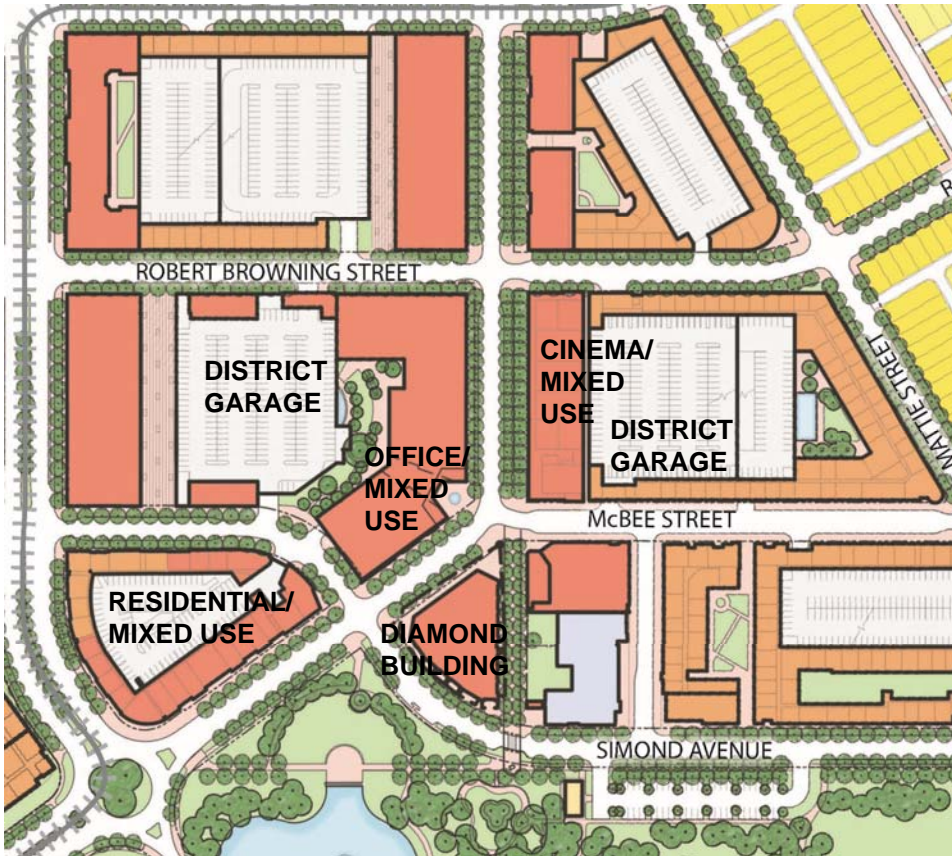 ROBERT BROWNING STREET
DISTRICT
GARAGE
CINEMA/
MIXED
USE
DISTRICT
GARAGE
MATTIE STREET
OFFICE/
MIXED
USE
McBEE STREET
RESIDENTIAL/
MIXED USE
DIAMOND
BUILDING
SIMOND AVENUE